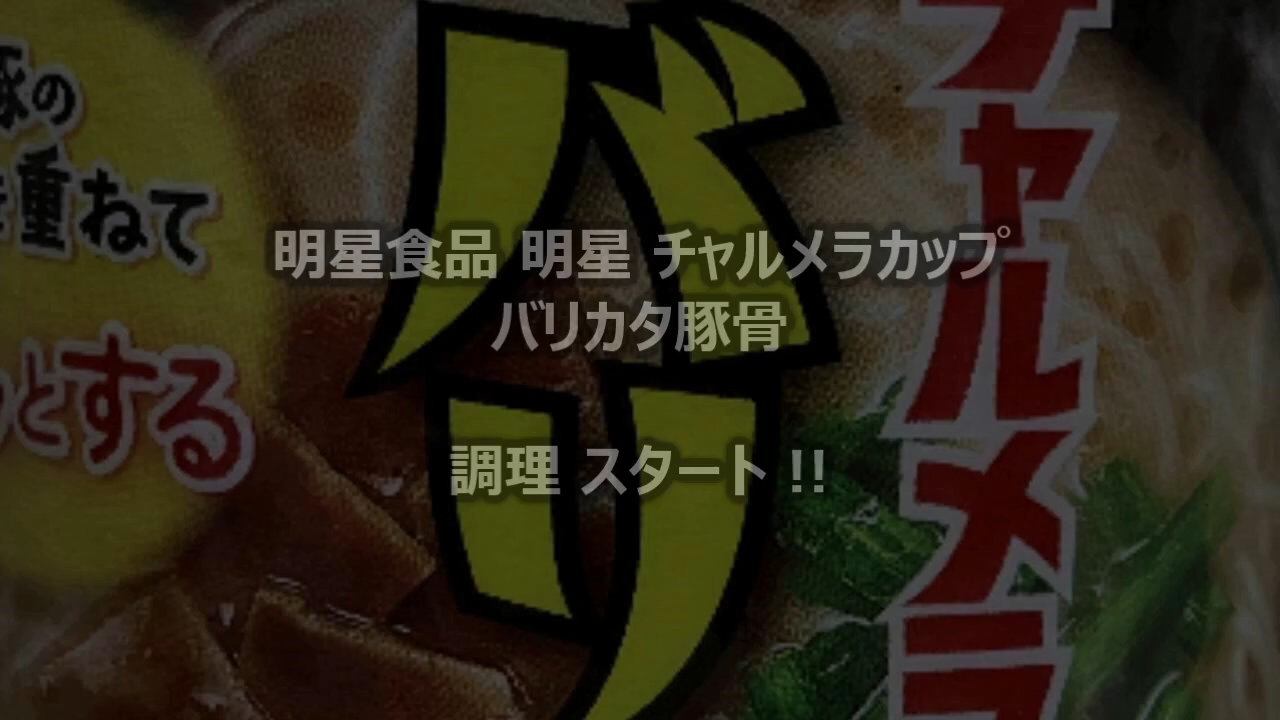 明星食品 明星 チャルメラカップ
バリカタ豚骨
調理 スタート !!
バリ
チャルメラ
豚の
重ねて
とする